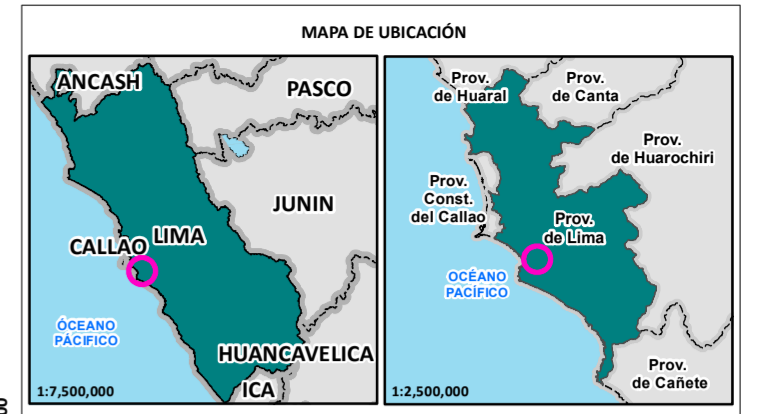 MAPA DE UBICACIÓN
ANCASH
PASCO
JUNIN
LIMA
CALLAO
ÓCEANO
PÁCIFICO
HUANCAVELICA
ICA
1:7,500,000
Prov.
de Huaral
Prov.
de Canta
Prov.
de Huarochiri
Prov.
Const.
del Callao
Prov.
de Lima
OCÉANO
PACÍFICO
Prov.
de Cañete
1:2,500,000